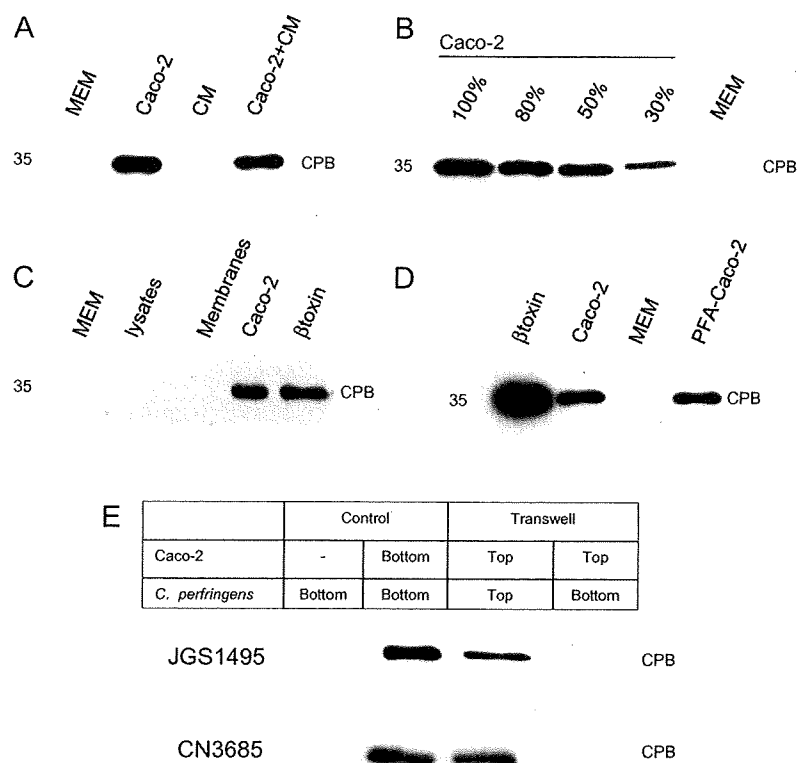 A
MEM
Caco-2
CM
Caco-2+CM
35
CPB
B
Caco-2
100%
80%
50%
30%
MEM
35
CPB
C
MEM
lysates
Membranes
Caco-2
βtoxin
35
CPB
D
βtoxin
Caco-2
MEM
PFA-Caco-2
35
CPB
E
Control Transwell
Caco-2 - Bottom Top Top
C. perfringens Bottom Bottom Top Bottom
JGS1495 CPB
CN3685 CPB